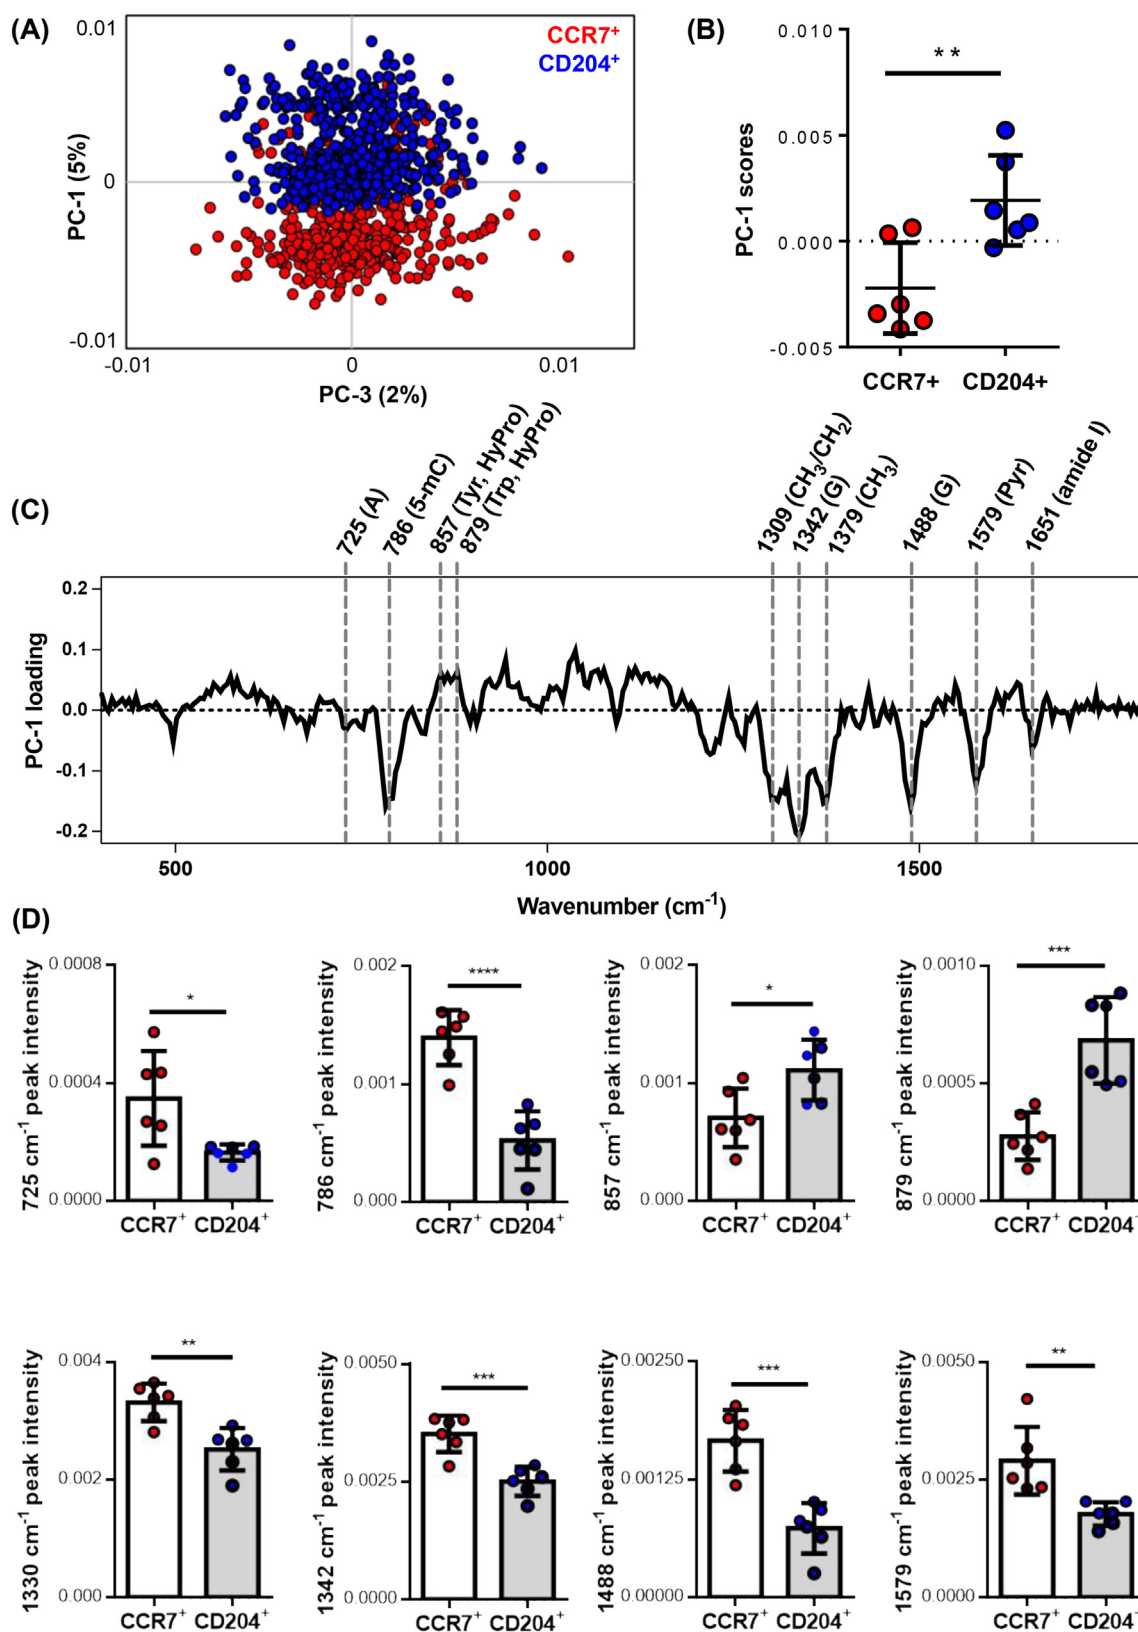 (A)
0.01
CCR7+
CD204+
PC-1 (5%)
0
-0.01
-0.01
0
0.01
PC-3 (2%)
(B)
0.010
**
PC-1 scores
0.005
0.000
-0.005
CCR7+
CD204+
(C)
725 (A)
786 (5-mC)
857 (Tyr, HyPro)
879 (Trp, HyPro)
1309 (CH3/CH2)
1342 (G)
1379 (CH3)
1488 (G)
1579 (Pyr)
1651 (amide I)
PC-1 loading
0.2
0.1
0.0
-0.1
-0.2
500
1000
1500
Wavenumber (cm-1)
(D)
725 cm-1 peak intensity
0.0008
0.0004
0.0000
*
CCR7+ CD204+
786 cm-1 peak intensity
0.002
0.001
0.000
****
CCR7+ CD204+
857 cm-1 peak intensity
0.002
0.001
0.000
*
CCR7+ CD204+
879 cm-1 peak intensity
0.0010
0.0005
0.0000
***
CCR7+ CD204+
1330 cm-1 peak intensity
0.004
0.002
0.000
**
CCR7+ CD204+
1342 cm-1 peak intensity
0.0050
0.0025
0.0000
***
CCR7+ CD204+
1488 cm-1 peak intensity
0.00250
0.00125
0.00000
***
CCR7+ CD204+
1579 cm-1 peak intensity
0.0050
0.0025
0.0000
**
CCR7+ CD204+